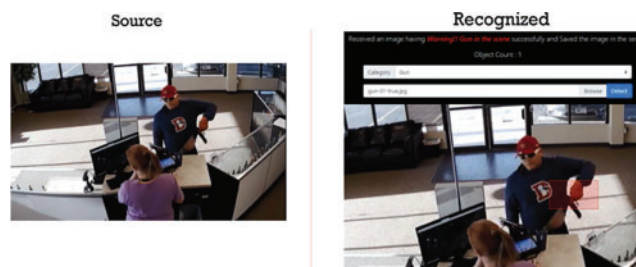 Source
Recognized
Received an image having Warning!! Gun in the scene successfully and Saved the image in the se
Object Count : 1
Category Gun
gun-01-true.jpg Browse Detect